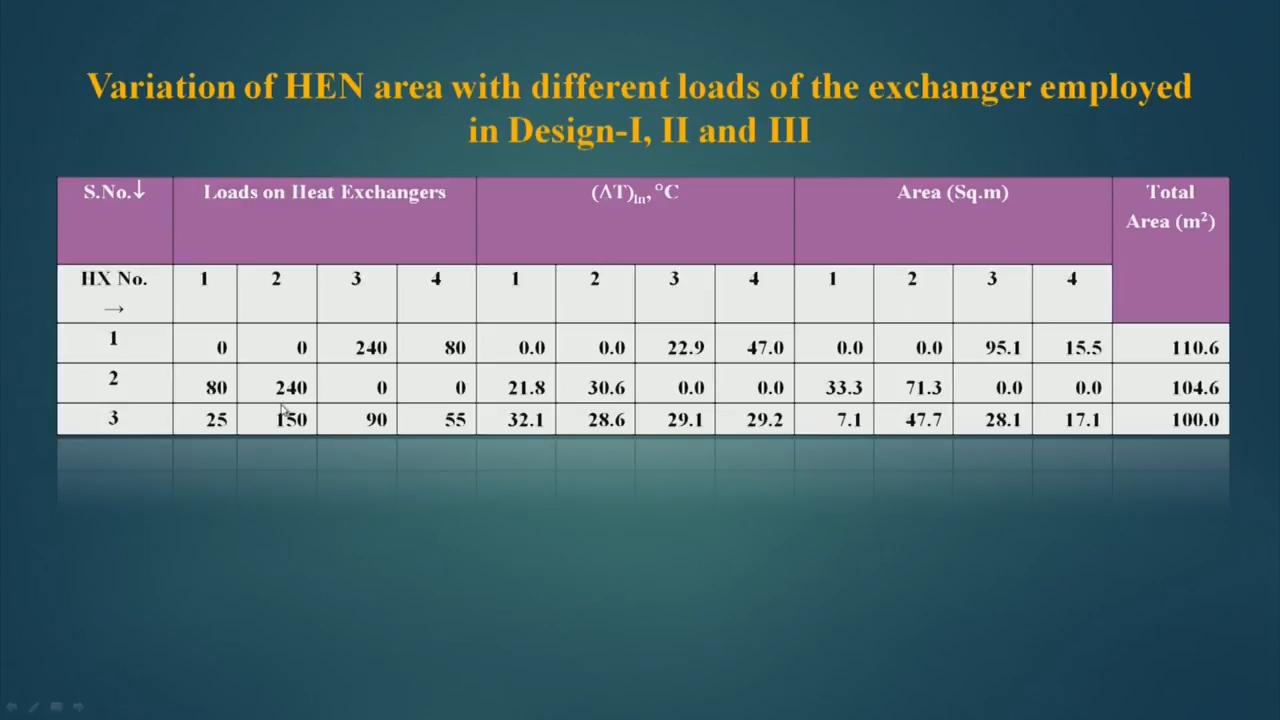 Variation of HEN area with different loads of the exchanger employed
in Design-I, II and III
S.No.↓ Loads on Heat Exchangers (ΔT)ln, °C Area (Sq.m) Total
Area (m²)
HX No. 1 2 3 4 1 2 3 4 1 2 3 4
→
1 0 0 240 80 0.0 0.0 22.9 47.0 0.0 0.0 95.1 15.5 110.6
2 80 240 0 0 21.8 30.6 0.0 0.0 33.3 71.3 0.0 0.0 104.6
3 25 150 90 55 32.1 28.6 29.1 29.2 7.1 47.7 28.1 17.1 100.0